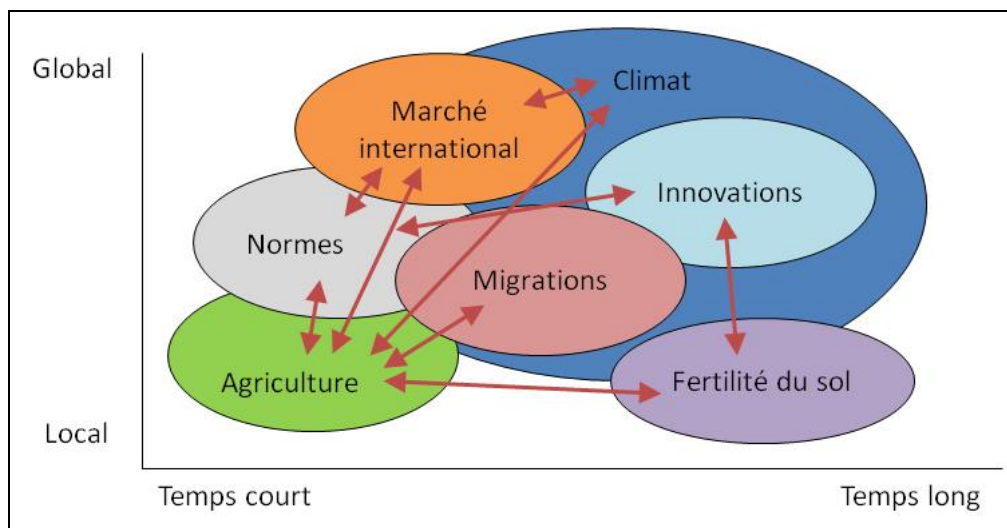 Global
Climat
Marché
international
Innovations
Normes
Migrations
Agriculture
Fertilité du sol
Local
Temps court
Temps long